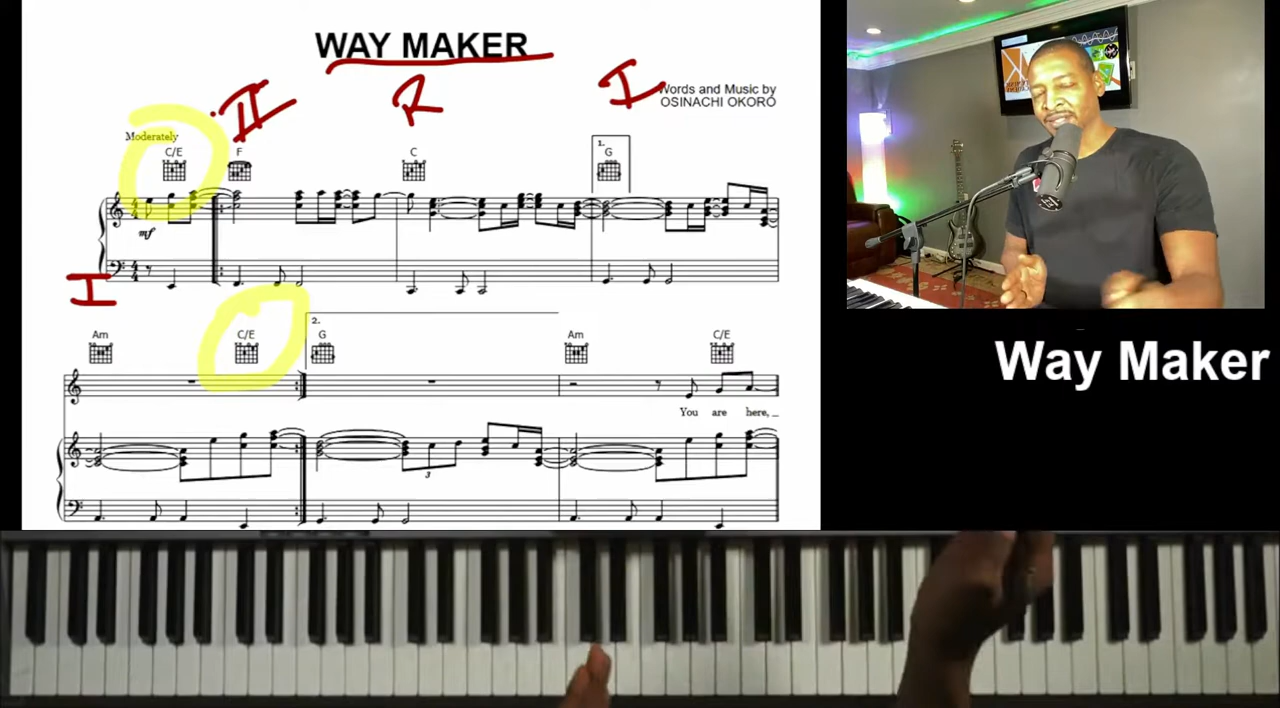 WAY MAKER
II
R
I
Words and Music by
OSINACHI OKORO
Moderately
C/E F C 1. G
mf
I
Am C/E 2. G Am C/E
You are here,
3
Way Maker